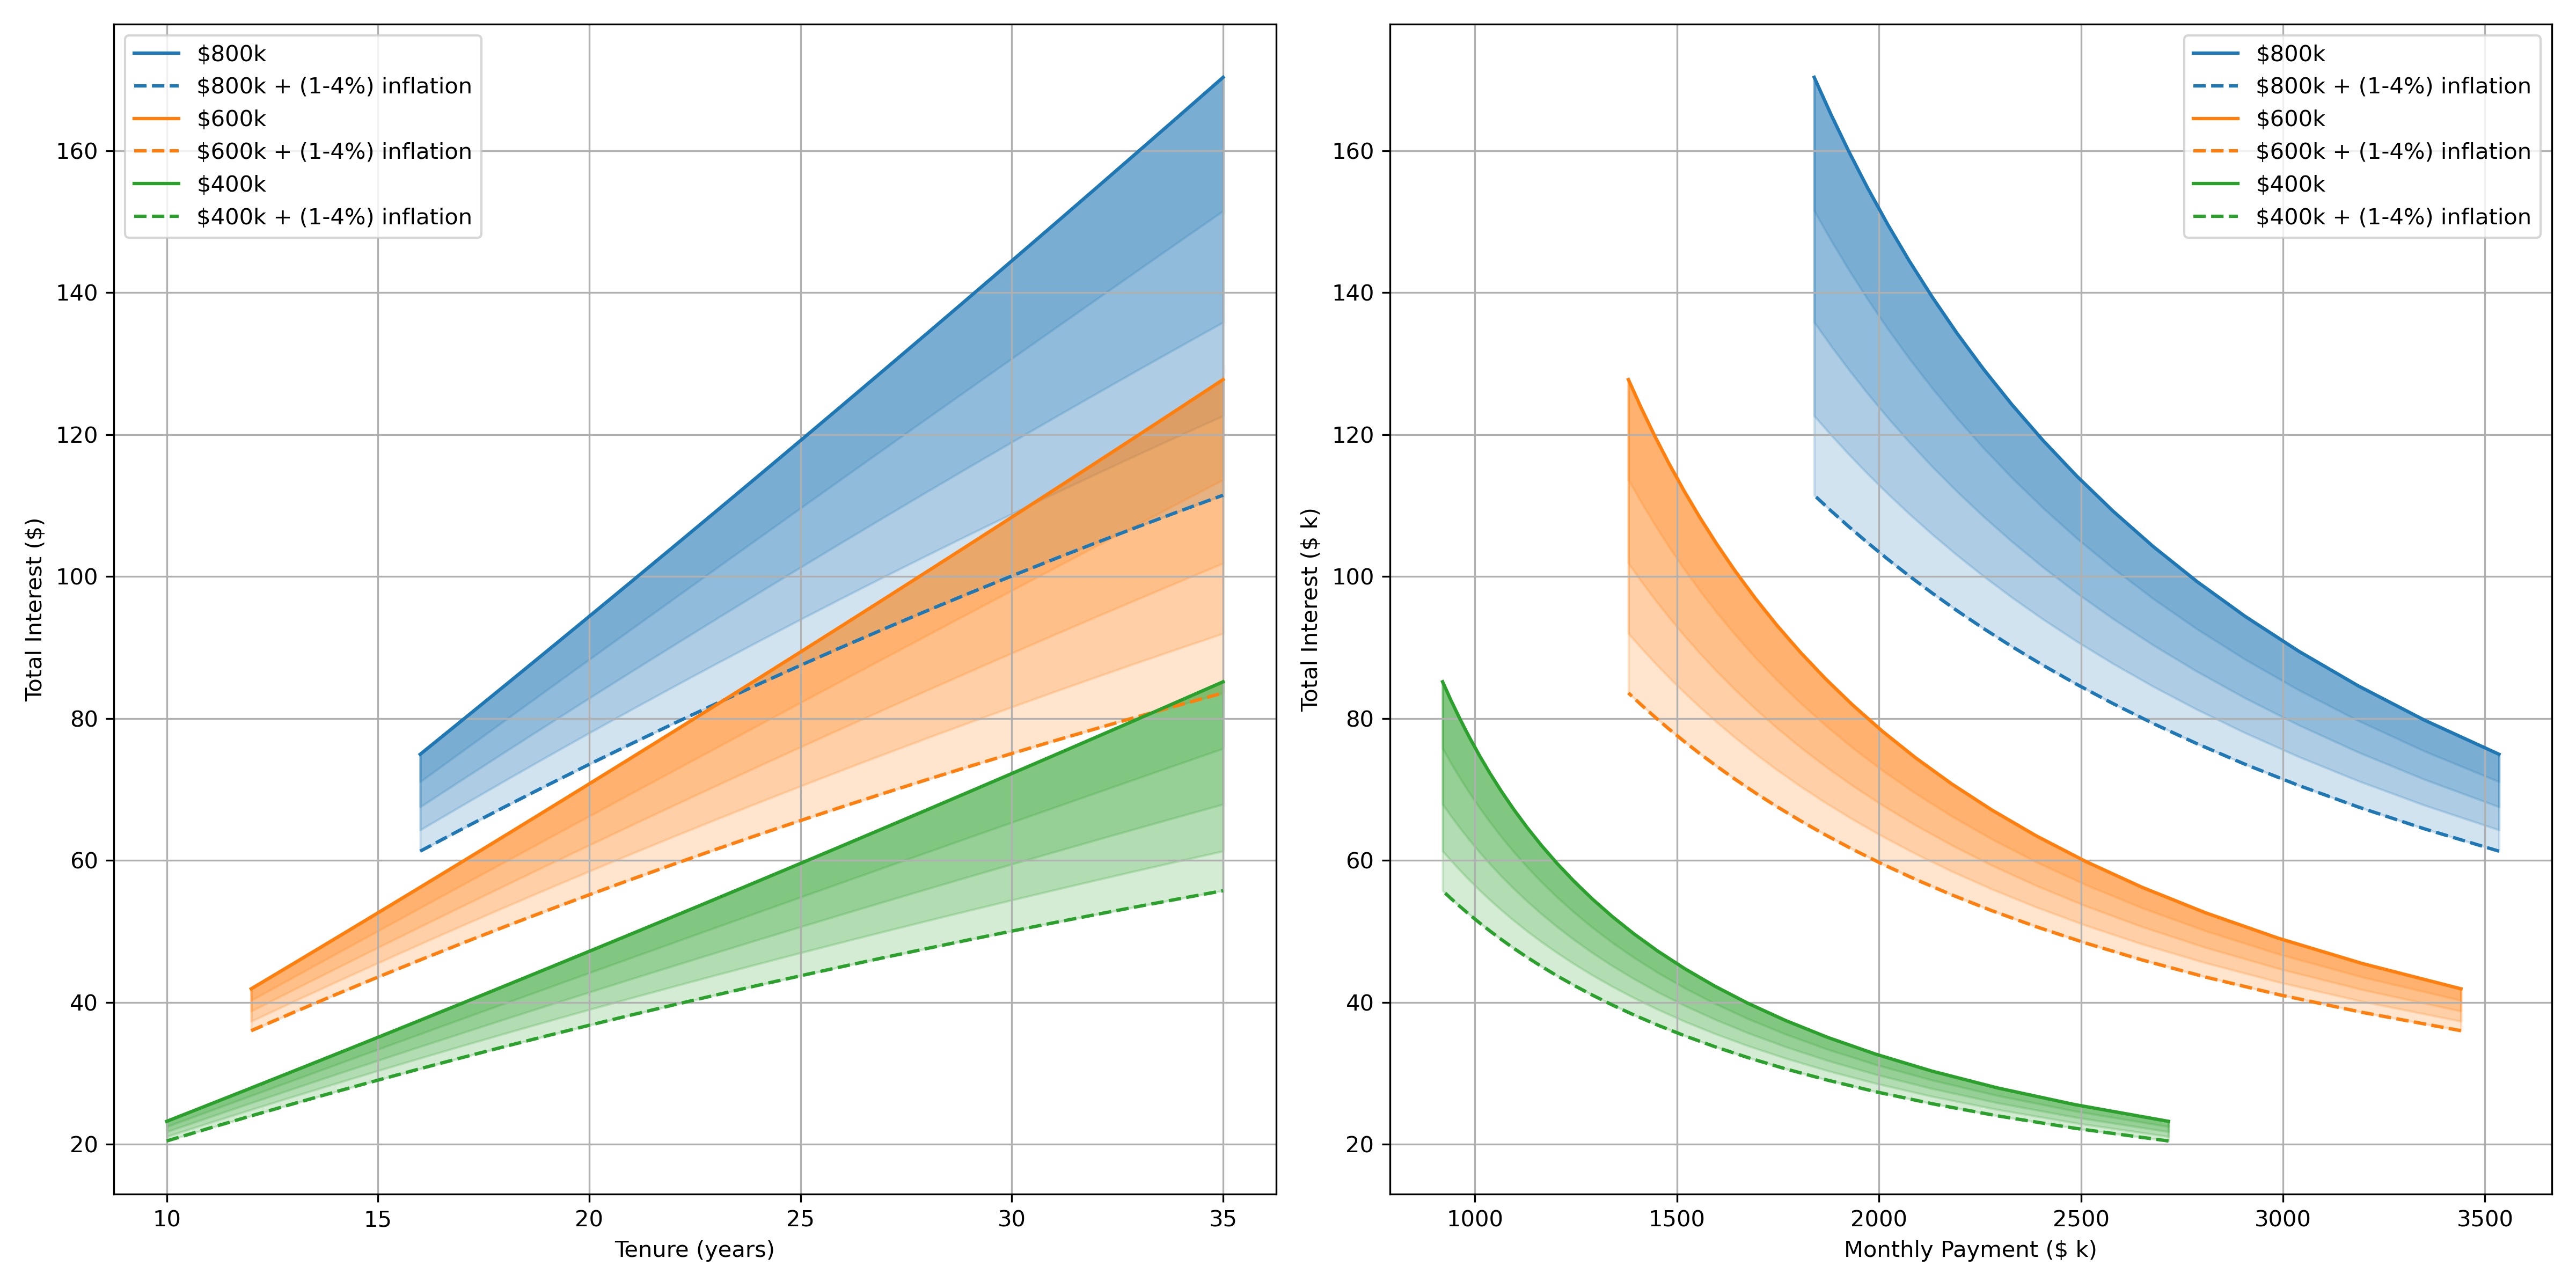 $800k
$800k + (1-4%) inflation
$600k
$600k + (1-4%) inflation
$400k
$400k + (1-4%) inflation
160
140
120
100
80
60
40
20
Total Interest ($)
10 15 20 25 30 35
Tenure (years)
$800k
$800k + (1-4%) inflation
$600k
$600k + (1-4%) inflation
$400k
$400k + (1-4%) inflation
160
140
120
100
80
60
40
20
Total Interest ($ k)
1000 1500 2000 2500 3000 3500
Monthly Payment ($ k)